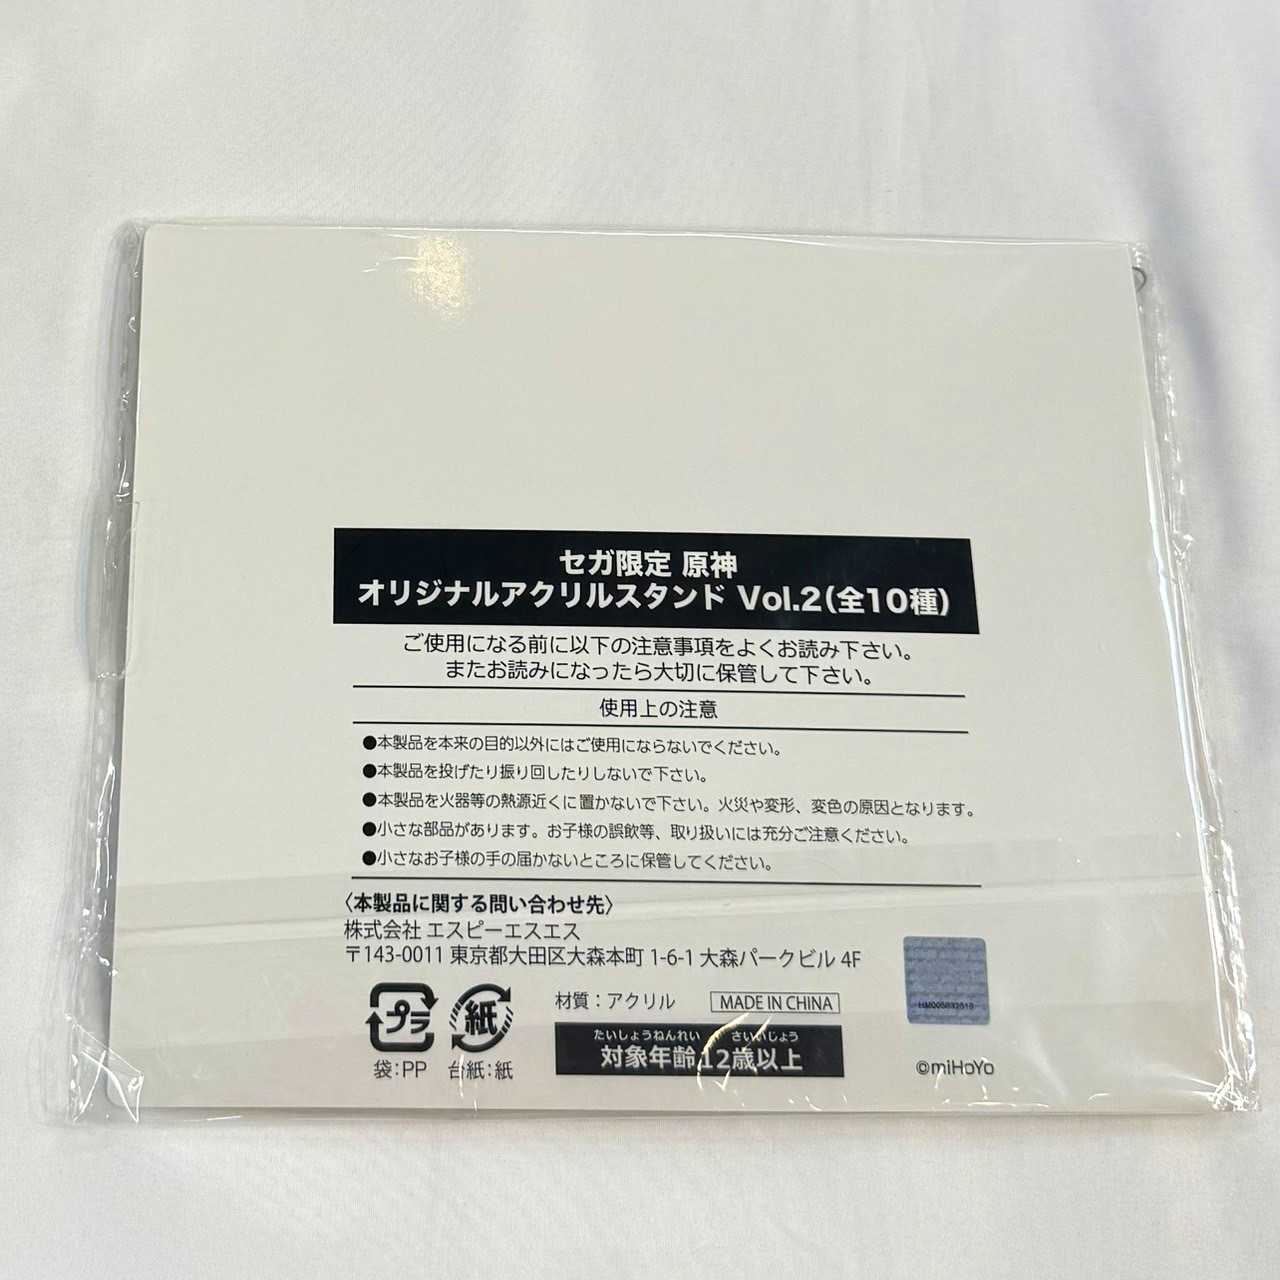 セガ限定 原神
オリジナルアクリルスタンド Vol.2(全10種)
ご使用になる前に以下の注意事項をよくお読み下さい。
またお読みになったら大切に保管して下さい。
使用上の注意
●本製品を本来の目的以外にはご使用にならないでください。
●本製品を投げたり振り回したりしないで下さい。
●本製品を火器等の熱源近くに置かないで下さい。火災や変形、変色の原因となります。
●小さな部品があります。お子様の誤飲等、取り扱いには充分ご注意ください。
●小さなお子様の手の届かないところに保管してください。
〈本製品に関する問い合わせ先〉
株式会社 エスピーエスエス
〒143-0011 東京都大田区大森本町 1-6-1 大森パークビル 4F
プラ
袋:PP
紙
台紙:紙
材質:アクリル
MADE IN CHINA
たいしょうねんれい さいいじょう
対象年齢12歳以上
©miHoYo